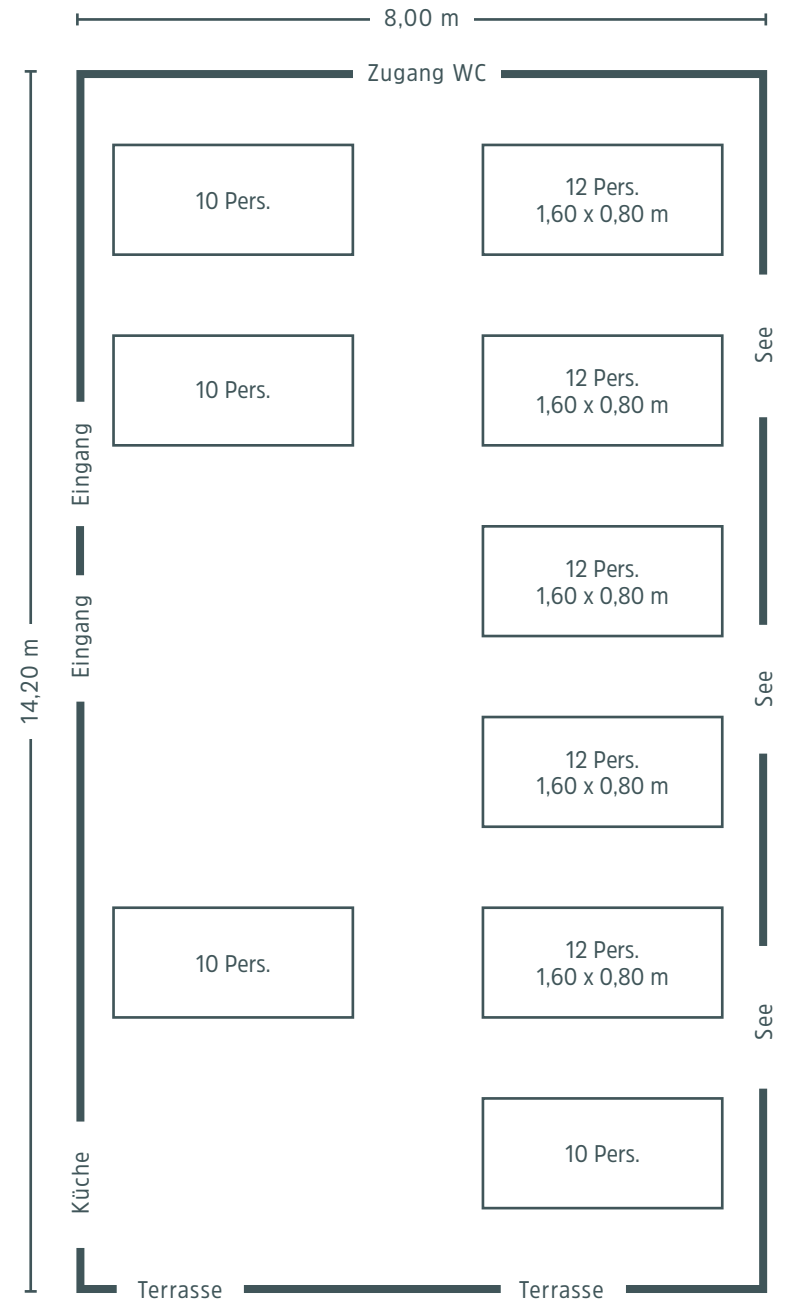 8,00 m
Zugang WC
10 Pers.
12 Pers.
1,60 x 0,80 m
See
10 Pers.
12 Pers.
1,60 x 0,80 m
Eingang
12 Pers.
1,60 x 0,80 m
Eingang
14,20 m
See
12 Pers.
1,60 x 0,80 m
10 Pers.
12 Pers.
1,60 x 0,80 m
See
10 Pers.
Küche
Terrasse
Terrasse